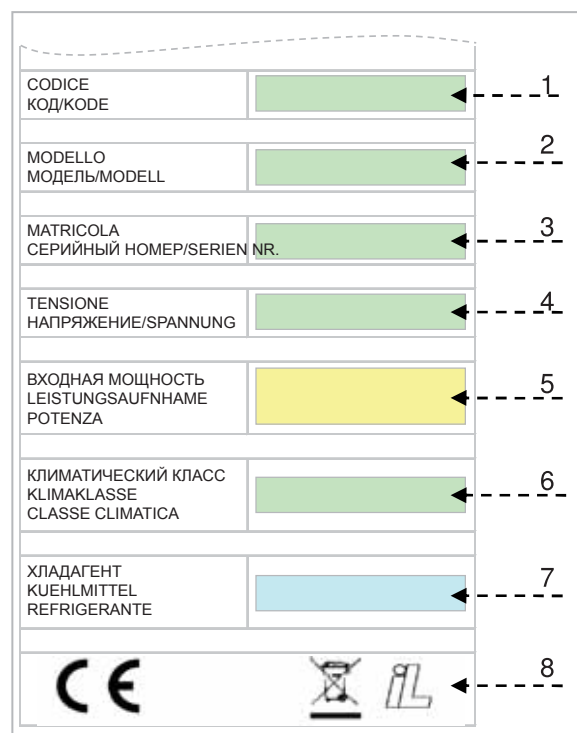 CODICE
КОД/KODE
1
MODELLO
МОДЕЛЬ/MODELL
2
MATRICOLA
СЕРИЙНЫЙ НОМЕР/SERIEN NR.
3
TENSIONE
НАПРЯЖЕНИЕ/SPANNUNG
4
ВХОДНАЯ МОЩНОСТЬ
LEISTUNGSAUFNHAME
POTENZA
5
КЛИМАТИЧЕСКИЙ КЛАСС
KLIMAKLASSE
CLASSE CLIMATICA
6
ХЛАДАГЕНТ
KUEHLMITTEL
REFRIGERANTE
7
CE iL
8